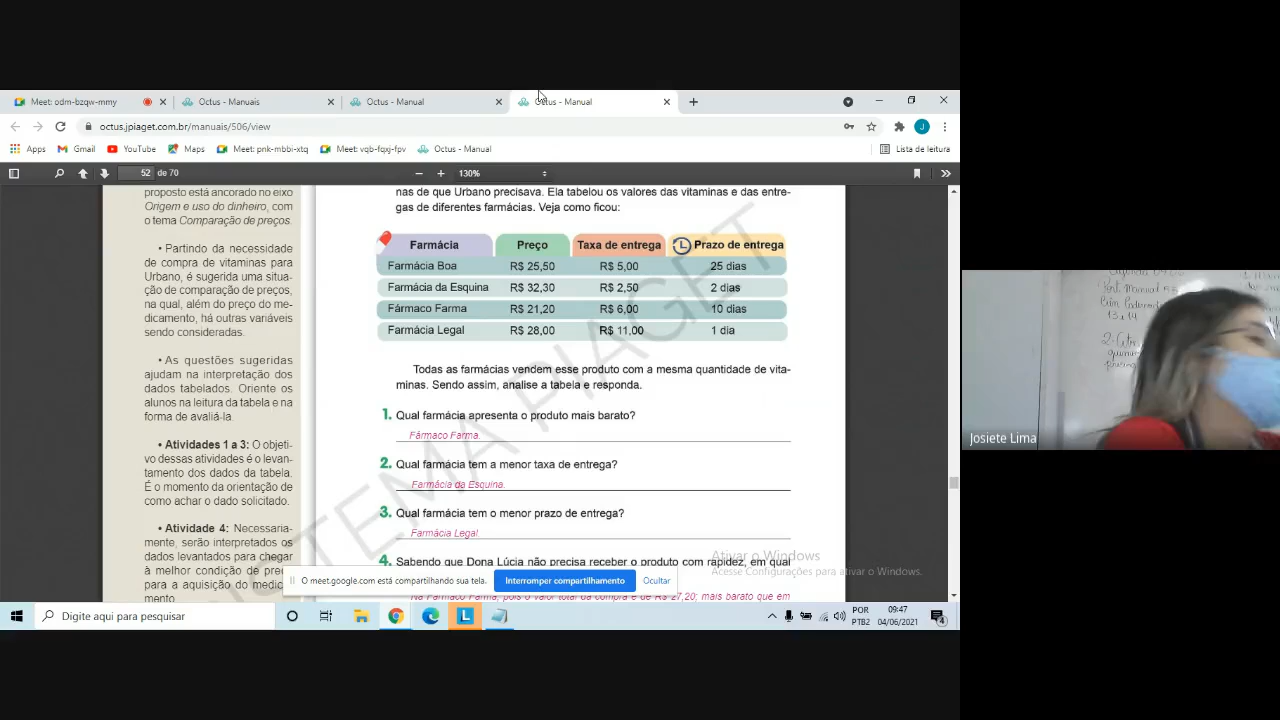 Meet: odm-bzqw-mmy
Octus - Manuais
Octus - Manual
Octus - Manual
octus.jpiaget.com.br/manuais/506/view
Apps
Gmail
YouTube
Maps
Meet: pnk-mbbi-xtq
Meet: vqb-fqxj-fpv
Octus - Manual
Lista de leitura
52 de 70
130%
proposto está ancorado no eixo
Origem e uso do dinheiro, com
o tema Comparação de preços.
• Partindo da necessidade
de compra de vitaminas para
Urbano, é sugerida uma situa-
ção de comparação de preços,
na qual, além do preço do me-
dicamento, há outras variáveis
sendo consideradas.
• As questões sugeridas
ajudam na interpretação dos
dados tabelados. Oriente os
alunos na leitura da tabela e na
forma de avaliá-la.
• Atividades 1 a 3: O objeti-
vo dessas atividades é o levan-
tamento dos dados da tabela.
É o momento da orientação de
como achar o dado solicitado.
• Atividade 4: Necessaria-
mente, serão interpretados os
dados levantados para chegar
à melhor condição de preço
para a aquisição do medica-
mento.
nas de que Urbano precisava. Ela tabelou os valores das vitaminas e das entre-
gas de diferentes farmácias. Veja como ficou:
Farmácia Preço Taxa de entrega Prazo de entrega
Farmácia Boa R$ 25,50 R$ 5,00 25 dias
Farmácia da Esquina R$ 32,30 R$ 2,50 2 dias
Fármaco Farma R$ 21,20 R$ 6,00 10 dias
Farmácia Legal R$ 28,00 R$ 11,00 1 dia
Todas as farmácias vendem esse produto com a mesma quantidade de vita-
minas. Sendo assim, analise a tabela e responda.
1. Qual farmácia apresenta o produto mais barato?
Fármaco Farma.
2. Qual farmácia tem a menor taxa de entrega?
Farmácia da Esquina.
3. Qual farmácia tem o menor prazo de entrega?
Farmácia Legal.
4. Sabendo que Dona Lúcia não precisa receber o produto com rapidez, em qual
Na Fármaco Farma, pois o valor total da compra é de R$ 27,20; mais barato que em
SISTEMA PIAGET
Ativar o Windows
Acesse Configurações para ativar o Windows.
O meet.google.com está compartilhando sua tela.
Interromper compartilhamento
Ocultar
Digite aqui para pesquisar
L
POR
PTB2
09:47
04/06/2021
4
J
13 e 14
Josiete Lima